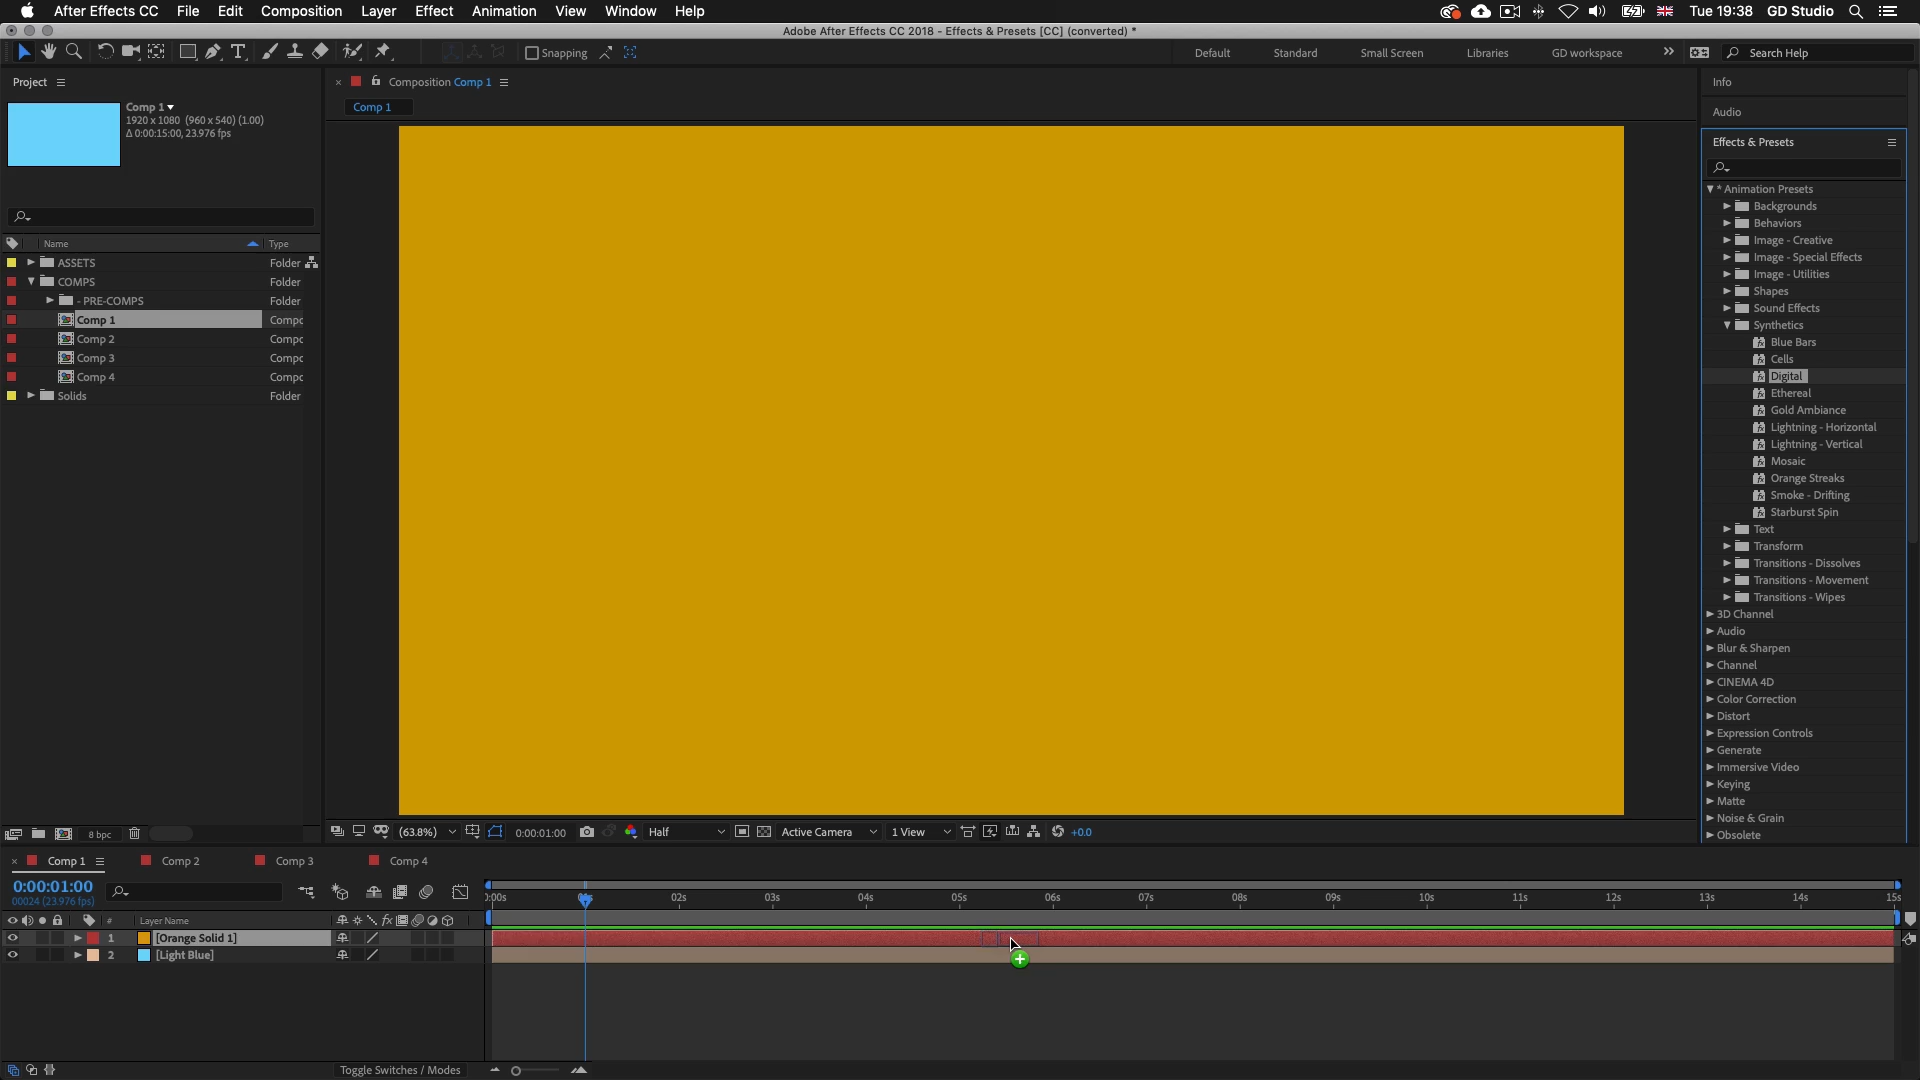 After Effects CC File Edit Composition Layer Effect Animation View Window Help Tue 19:38 GD Studio
Adobe After Effects CC 2018 - Effects & Presets [CC] (converted) *
Snapping Default Standard Small Screen Libraries GD workspace Search Help
Project
Comp 1
1920 x 1080 (960 x 540) (1.00)
Δ 0:00:15:00, 23.976 fps
Name Type
ASSETS Folder
COMPS Folder
- PRE-COMPS Folder
Comp 1 Compo
Comp 2 Compo
Comp 3 Compo
Comp 4 Compo
Solids Folder
8 bpc
Composition Comp 1
Comp 1
(63.8%) 0:00:01:00 Half Active Camera 1 View +0.0
Info
Audio
Effects & Presets
* Animation Presets
Backgrounds
Behaviors
Image - Creative
Image - Special Effects
Image - Utilities
Shapes
Sound Effects
Synthetics
Blue Bars
Cells
Digital
Ethereal
Gold Ambiance
Lightning - Horizontal
Lightning - Vertical
Mosaic
Orange Streaks
Smoke - Drifting
Starburst Spin
Text
Transform
Transitions - Dissolves
Transitions - Movement
Transitions - Wipes
3D Channel
Audio
Blur & Sharpen
Channel
CINEMA 4D
Color Correction
Distort
Expression Controls
Generate
Immersive Video
Keying
Matte
Noise & Grain
Obsolete
Comp 1 Comp 2 Comp 3 Comp 4
0:00:01:00
00024 (23.976 fps)
:00s 02s 03s 04s 05s 06s 07s 08s 09s 10s 11s 12s 13s 14s 15s
# Layer Name
1 [Orange Solid 1]
2 [Light Blue]
Toggle Switches / Modes